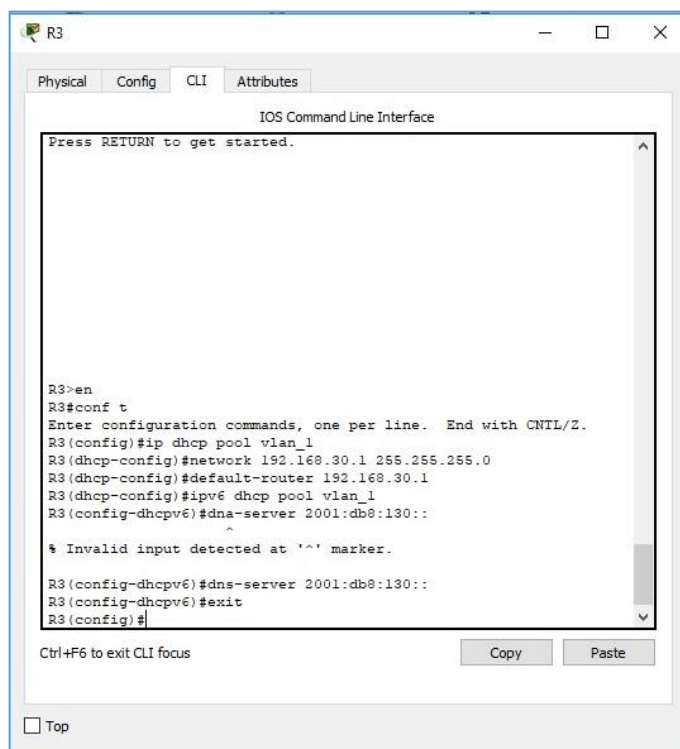 R3
Physical Config CLI Attributes
IOS Command Line Interface
Press RETURN to get started.
R3>en
R3#conf t
Enter configuration commands, one per line.  End with CNTL/Z.
R3(config)#ip dhcp pool vlan_1
R3(dhcp-config)#network 192.168.30.1 255.255.255.0
R3(dhcp-config)#default-router 192.168.30.1
R3(dhcp-config)#ipv6 dhcp pool vlan_1
R3(config-dhcpv6)#dna-server 2001:db8:130::
^
% Invalid input detected at '^' marker.
R3(config-dhcpv6)#dns-server 2001:db8:130::
R3(config-dhcpv6)#exit
R3(config)#
Ctrl+F6 to exit CLI focus
Copy Paste
Top